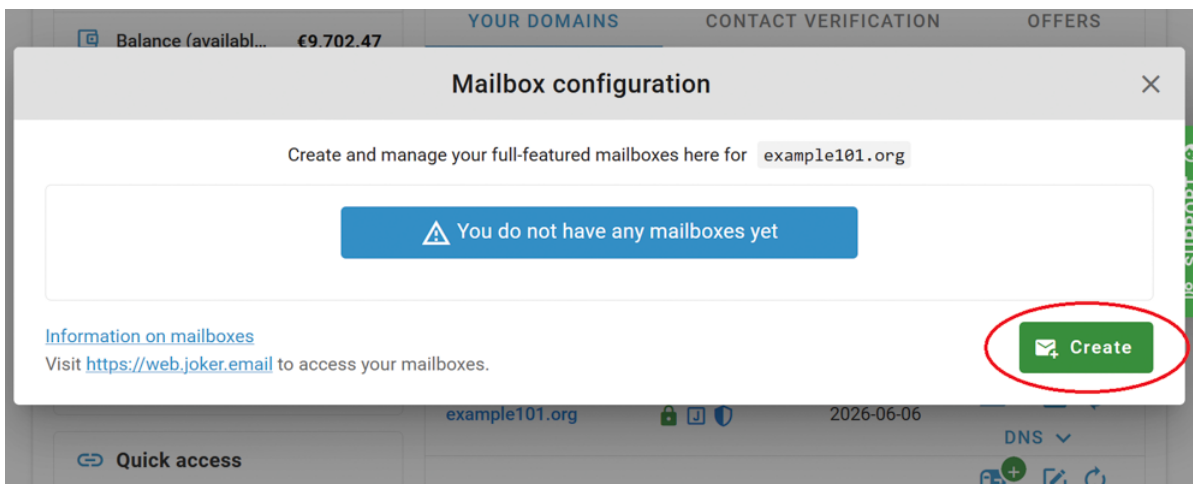 YOUR DOMAINS CONTACT VERIFICATION OFFERS
Balance (availabl... €9,702.47
Mailbox configuration
Create and manage your full-featured mailboxes here for example101.org
SUPPORT
You do not have any mailboxes yet
Information on mailboxes
Visit https://web.joker.email to access your mailboxes.
Create
example101.org 2026-06-06
DNS
Quick access